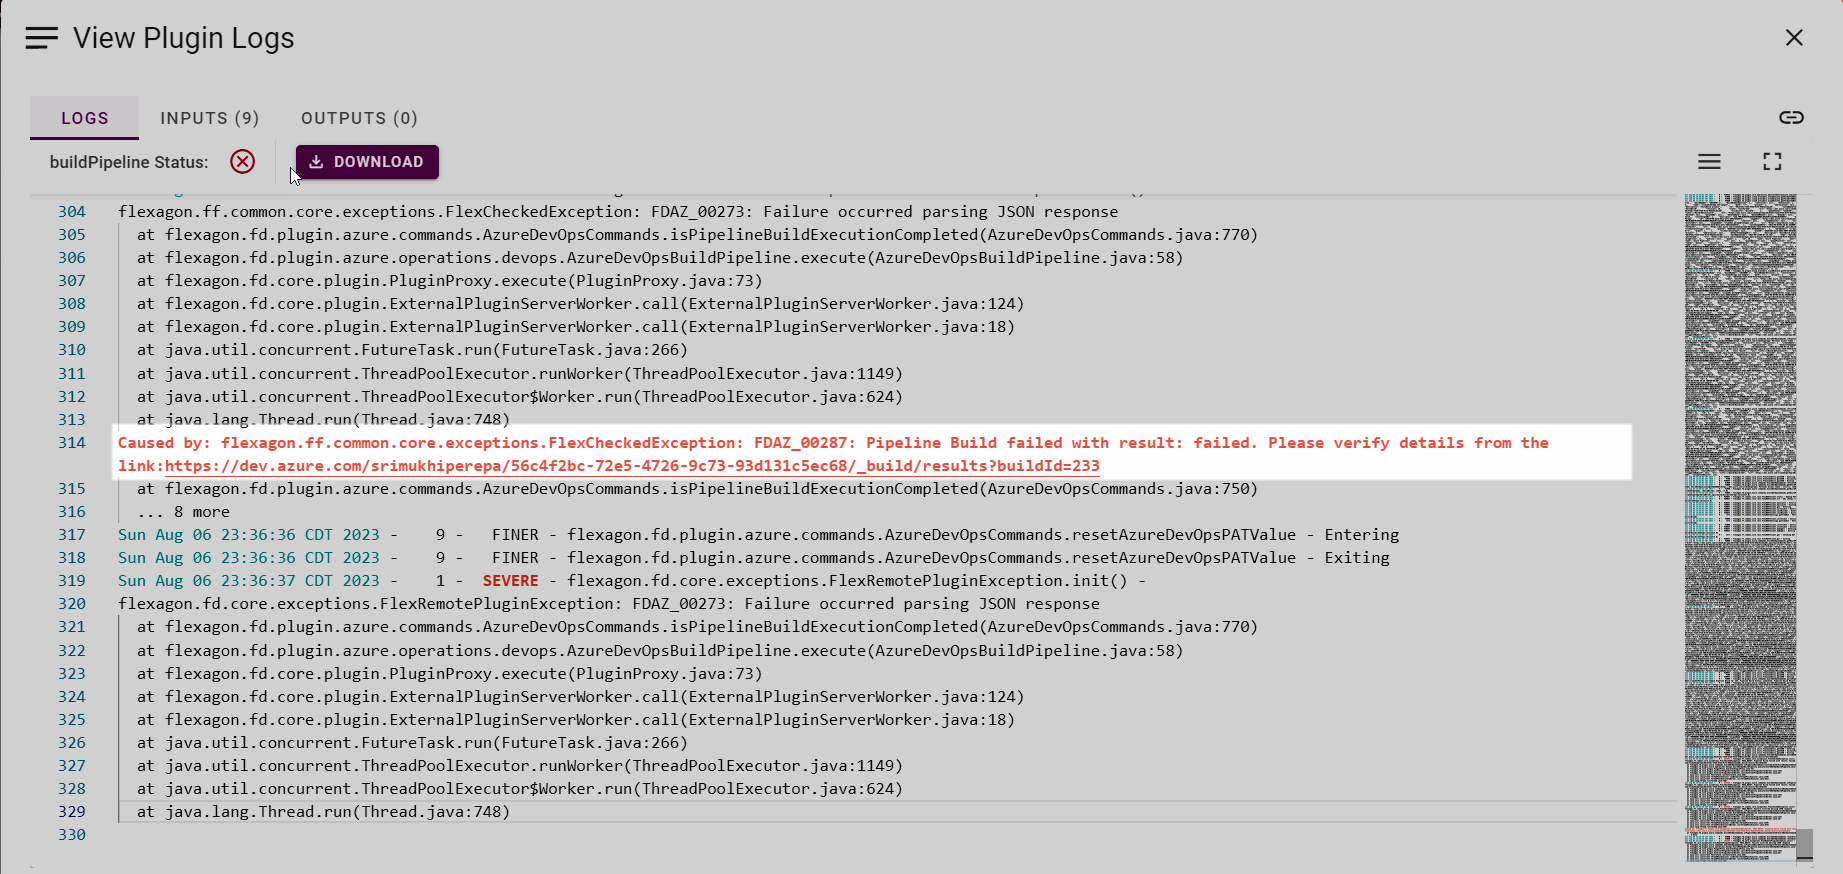 View Plugin Logs
LOGS INPUTS (9) OUTPUTS (0)
buildPipeline Status: DOWNLOAD
304 flexagon.ff.common.core.exceptions.FlexCheckedException: FDAZ_00273: Failure occurred parsing JSON response
305 at flexagon.fd.plugin.azure.commands.AzureDevOpsCommands.isPipelineBuildExecutionCompleted(AzureDevOpsCommands.java:770)
306 at flexagon.fd.plugin.azure.operations.devops.AzureDevOpsBuildPipeline.execute(AzureDevOpsBuildPipeline.java:58)
307 at flexagon.fd.core.plugin.PluginProxy.execute(PluginProxy.java:73)
308 at flexagon.fd.core.plugin.ExternalPluginServerWorker.call(ExternalPluginServerWorker.java:124)
309 at flexagon.fd.core.plugin.ExternalPluginServerWorker.call(ExternalPluginServerWorker.java:18)
310 at java.util.concurrent.FutureTask.run(FutureTask.java:266)
311 at java.util.concurrent.ThreadPoolExecutor.runWorker(ThreadPoolExecutor.java:1149)
312 at java.util.concurrent.ThreadPoolExecutor$Worker.run(ThreadPoolExecutor.java:624)
313 at java.lang.Thread.run(Thread.java:748)
314 Caused by: flexagon.ff.common.core.exceptions.FlexCheckedException: FDAZ_00287: Pipeline Build failed with result: failed. Please verify details from the
link:https://dev.azure.com/srimukhiperepa/56c4f2bc-72e5-4726-9c73-93d131c5ec68/_build/results?buildId=233
315 at flexagon.fd.plugin.azure.commands.AzureDevOpsCommands.isPipelineBuildExecutionCompleted(AzureDevOpsCommands.java:750)
316 ... 8 more
317 Sun Aug 06 23:36:36 CDT 2023 - 9 - FINER - flexagon.fd.plugin.azure.commands.AzureDevOpsCommands.resetAzureDevOpsPATValue - Entering
318 Sun Aug 06 23:36:36 CDT 2023 - 9 - FINER - flexagon.fd.plugin.azure.commands.AzureDevOpsCommands.resetAzureDevOpsPATValue - Exiting
319 Sun Aug 06 23:36:37 CDT 2023 - 1 - SEVERE - flexagon.fd.core.exceptions.FlexRemotePluginException.init() -
320 flexagon.fd.core.exceptions.FlexRemotePluginException: FDAZ_00273: Failure occurred parsing JSON response
321 at flexagon.fd.plugin.azure.commands.AzureDevOpsCommands.isPipelineBuildExecutionCompleted(AzureDevOpsCommands.java:770)
322 at flexagon.fd.plugin.azure.operations.devops.AzureDevOpsBuildPipeline.execute(AzureDevOpsBuildPipeline.java:58)
323 at flexagon.fd.core.plugin.PluginProxy.execute(PluginProxy.java:73)
324 at flexagon.fd.core.plugin.ExternalPluginServerWorker.call(ExternalPluginServerWorker.java:124)
325 at flexagon.fd.core.plugin.ExternalPluginServerWorker.call(ExternalPluginServerWorker.java:18)
326 at java.util.concurrent.FutureTask.run(FutureTask.java:266)
327 at java.util.concurrent.ThreadPoolExecutor.runWorker(ThreadPoolExecutor.java:1149)
328 at java.util.concurrent.ThreadPoolExecutor$Worker.run(ThreadPoolExecutor.java:624)
329 at java.lang.Thread.run(Thread.java:748)
330